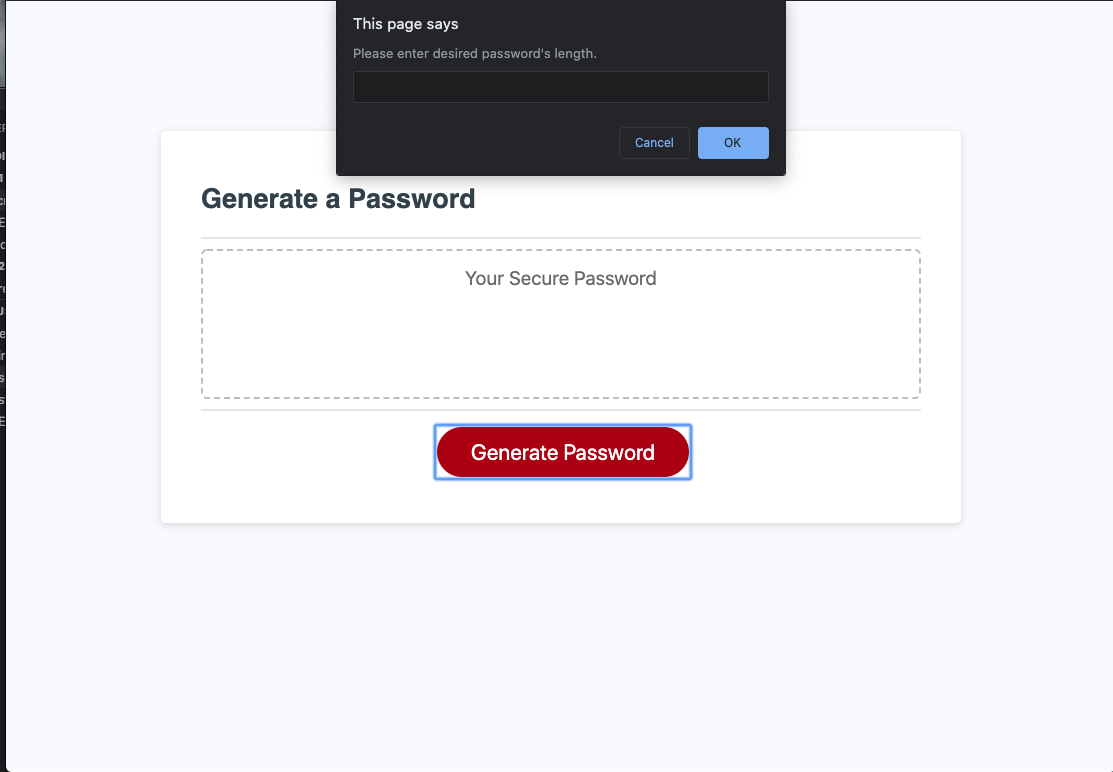 This page says
Please enter desired password's length.
Cancel
OK
Generate a Password
Your Secure Password
Generate Password